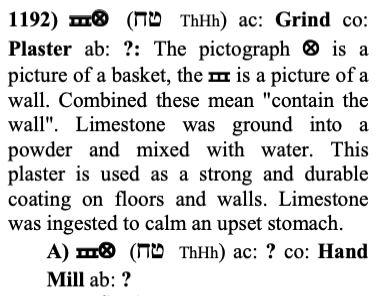 1192) (טח ThHh) ac: Grind co:
Plaster ab: ?: The pictograph is a
picture of a basket, the is a picture of a
wall. Combined these mean "contain the
wall". Limestone was ground into a
powder and mixed with water. This
plaster is used as a strong and durable
coating on floors and walls. Limestone
was ingested to calm an upset stomach.
A) (טח ThHh) ac: ? co: Hand
Mill ab: ?